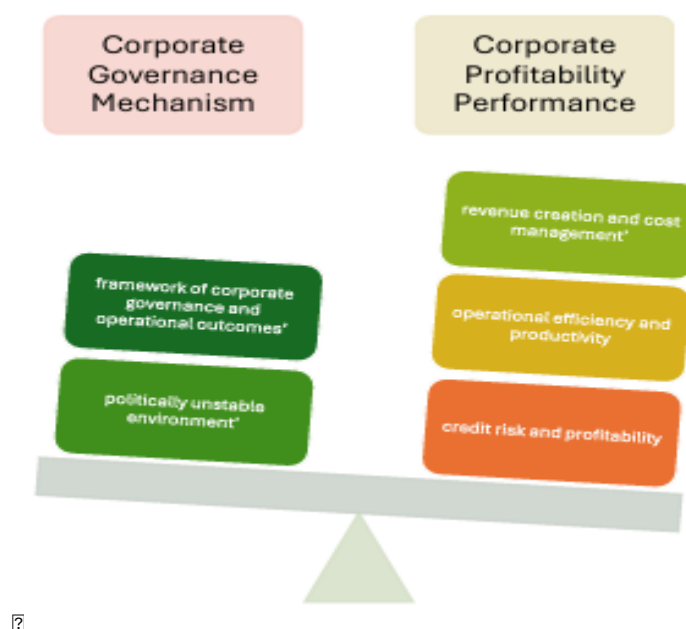 Corporate
Governance
Mechanism
Corporate
Profitability
Performance
framework of corporate
governance and
operational outcomes*
politically unstable
environment*
revenue creation and cost
management*
operational efficiency and
productivity
credit risk and profitability
?